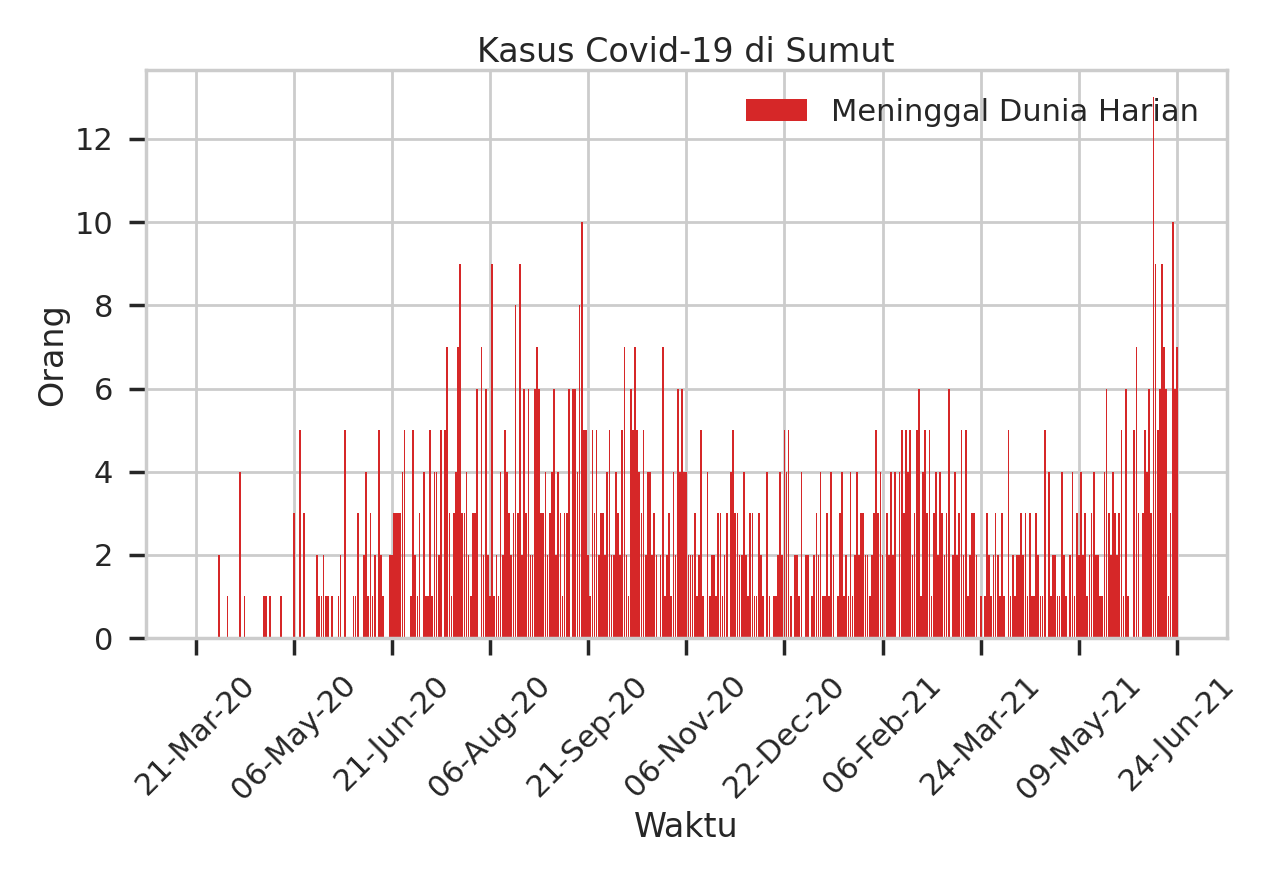 Kasus Covid-19 di Sumut
Meninggal Dunia Harian
12
10
8
6
4
2
0
Orang
21-Mar-20
06-May-20
21-Jun-20
06-Aug-20
21-Sep-20
06-Nov-20
22-Dec-20
06-Feb-21
24-Mar-21
09-May-21
24-Jun-21
Waktu